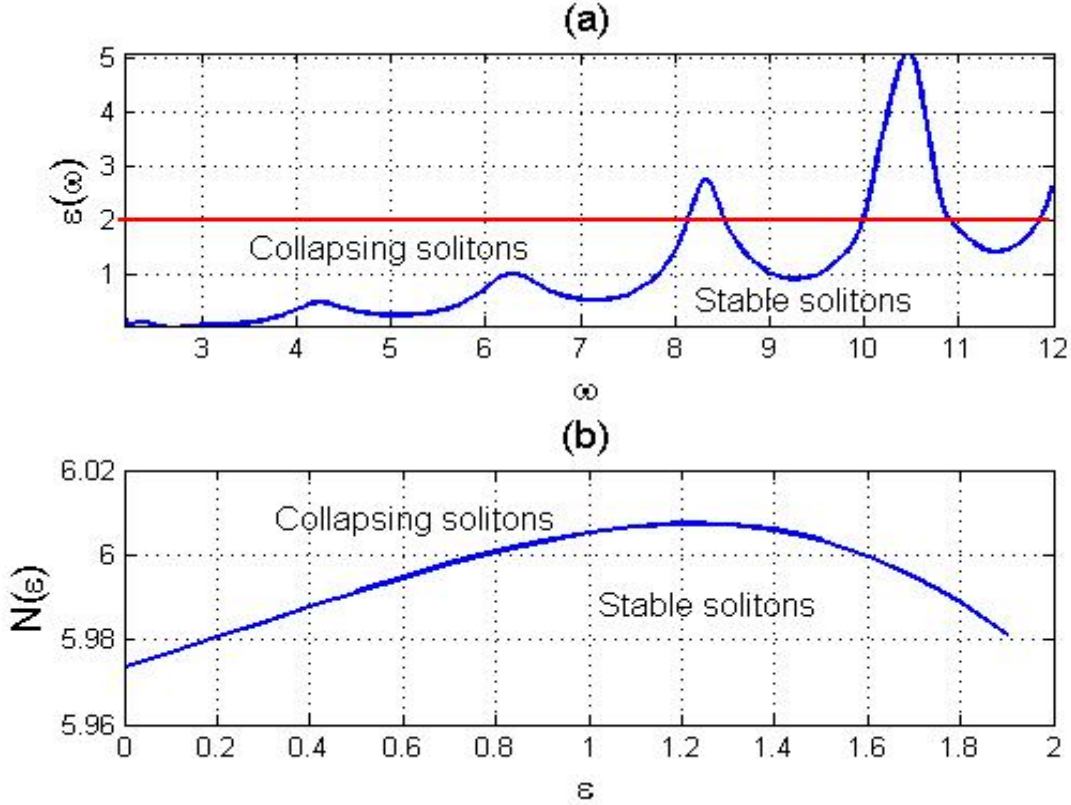 (a)
5
4
3
2
1
ε(ω)
Collapsing solitons
Stable solitons
3 4 5 6 7 8 9 10 11 12
ω
(b)
6.02
6
5.98
5.96
N(ε)
Collapsing solitons
Stable solitons
0 0.2 0.4 0.6 0.8 1 1.2 1.4 1.6 1.8 2
ε